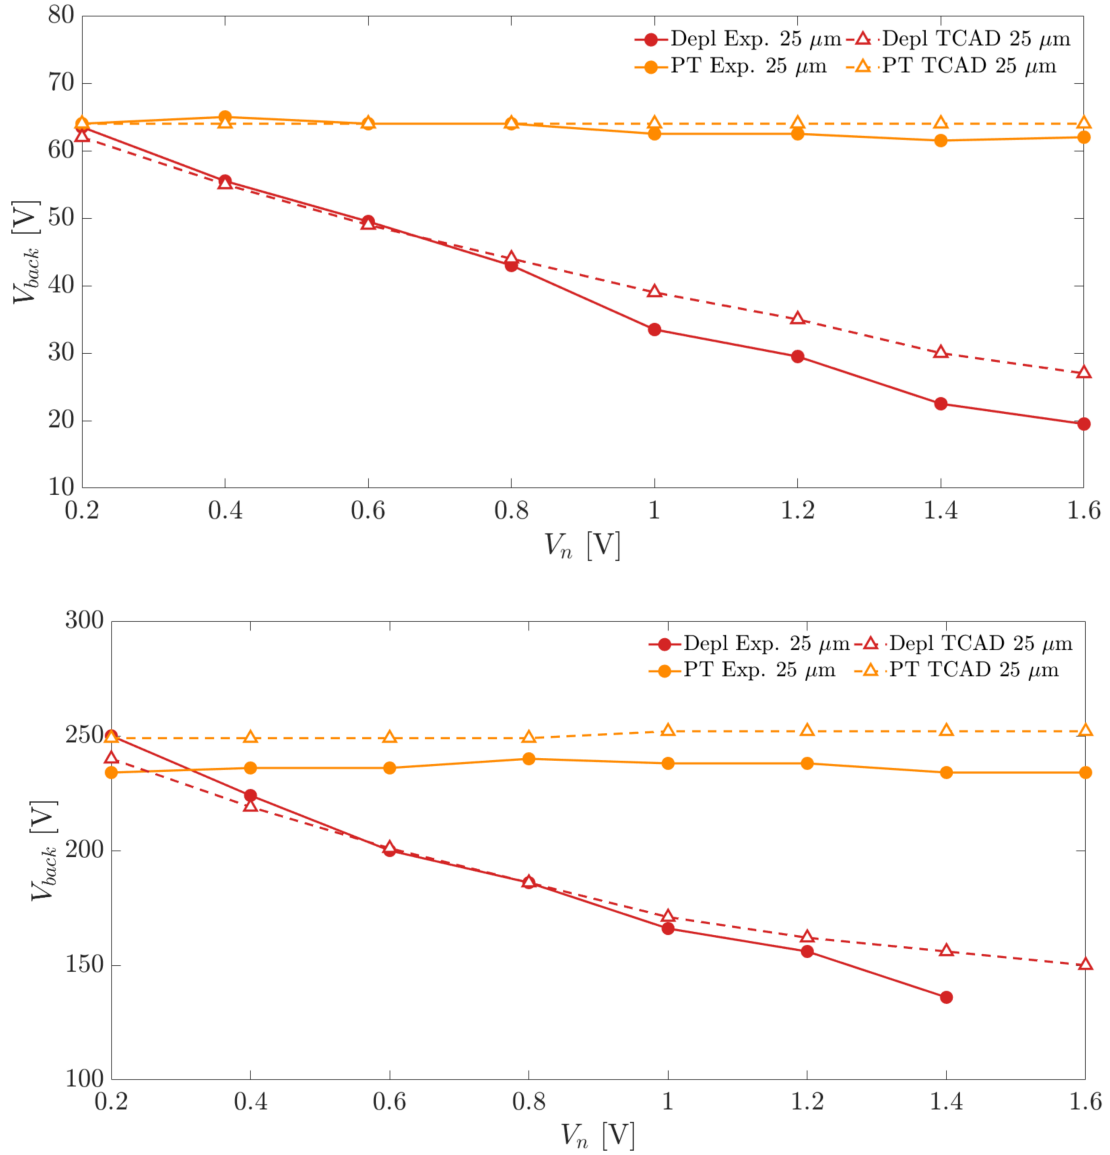 80
70
60
50
40
30
20
10
V_back [V]
Depl Exp. 25 μm Depl TCAD 25 μm
PT Exp. 25 μm PT TCAD 25 μm
0.2 0.4 0.6 0.8 1 1.2 1.4 1.6
V_n [V]
300
250
200
150
100
V_back [V]
Depl Exp. 25 μm Depl TCAD 25 μm
PT Exp. 25 μm PT TCAD 25 μm
0.2 0.4 0.6 0.8 1 1.2 1.4 1.6
V_n [V]